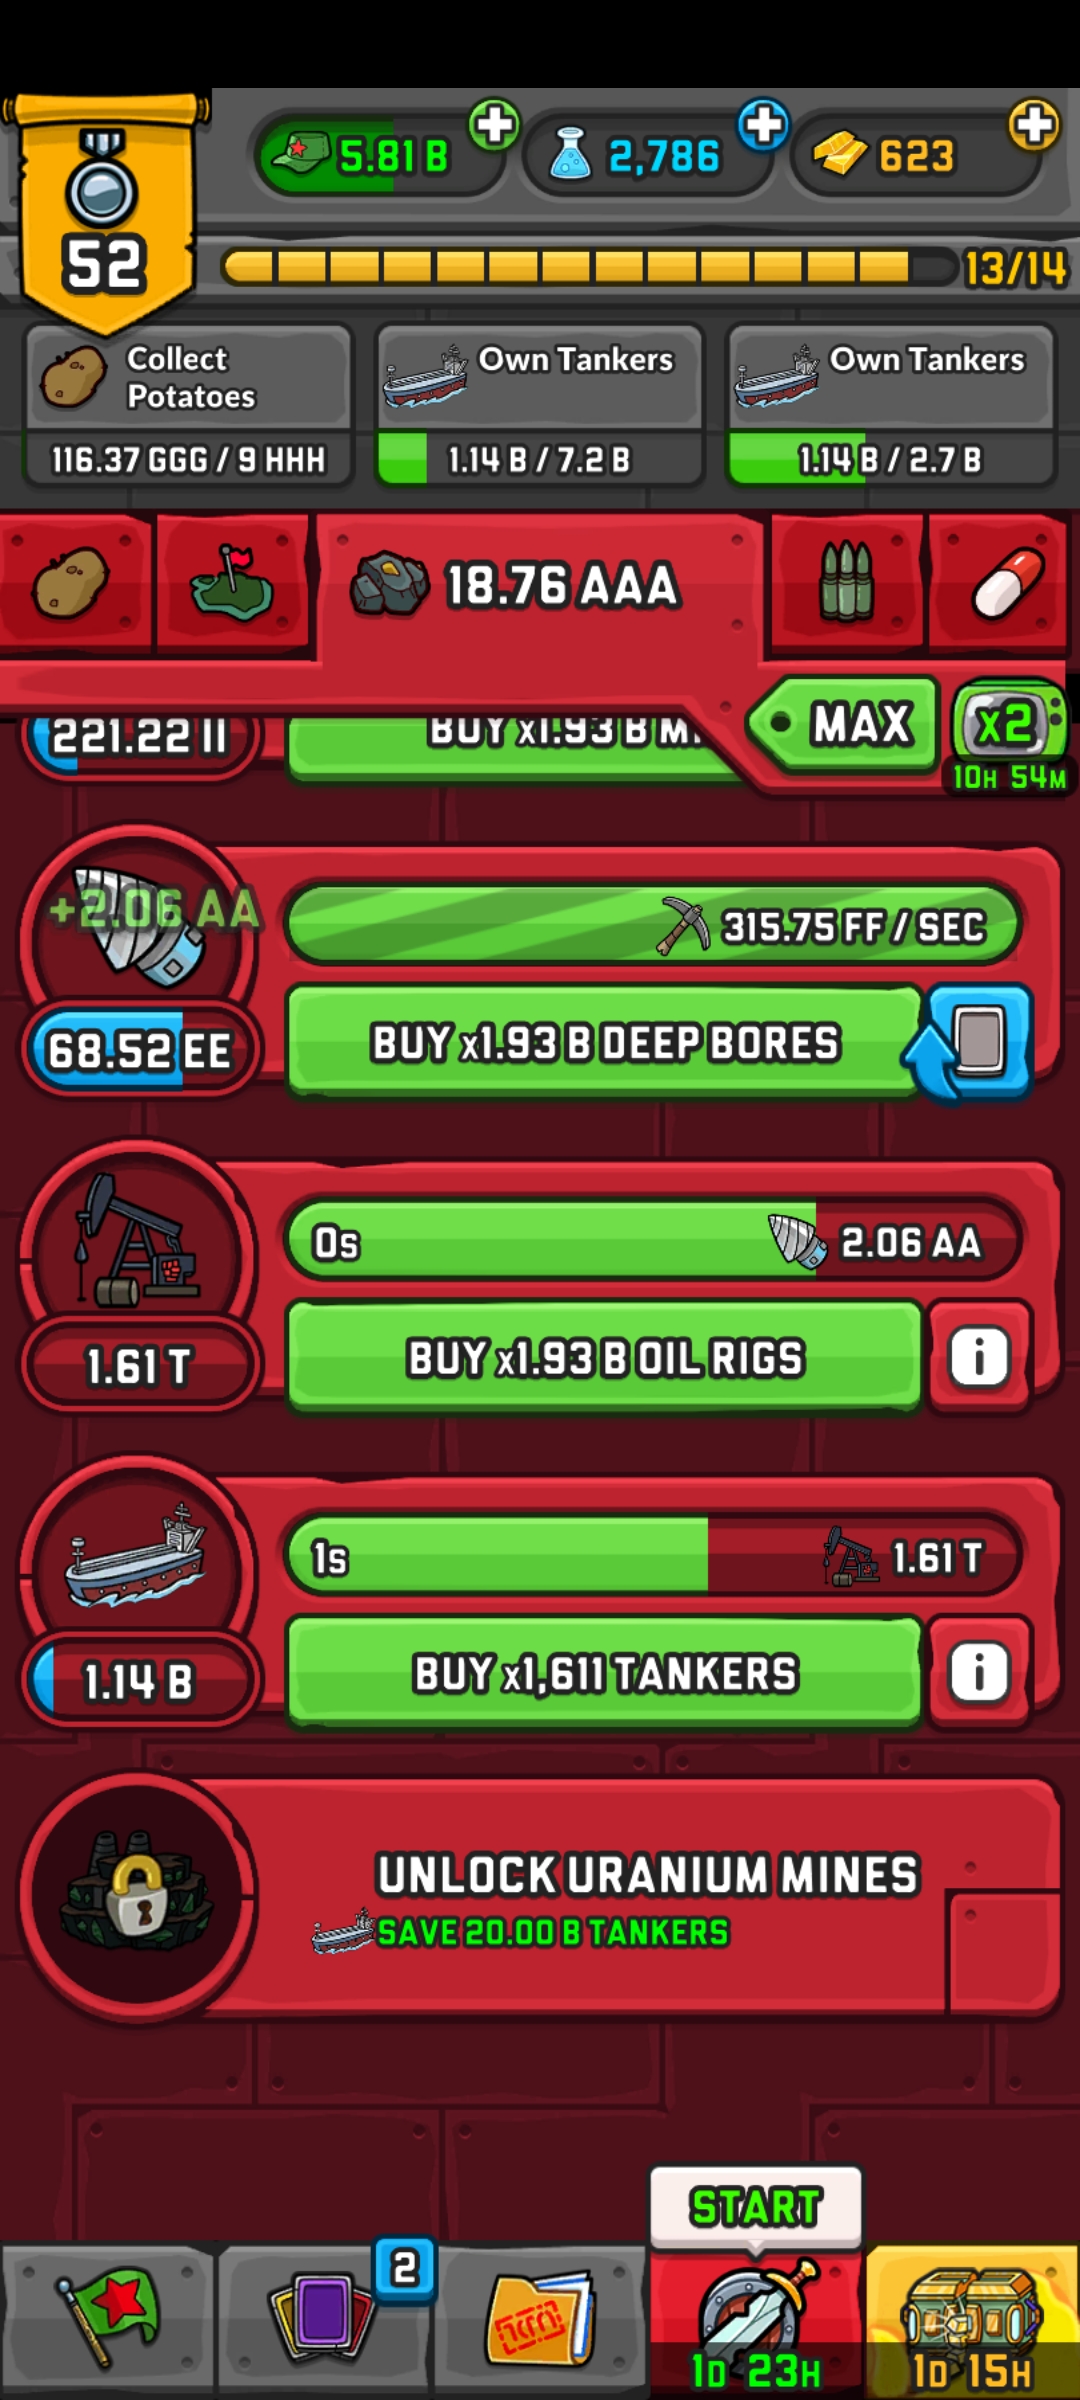 5.81 B
2,786
623
52
13/14
Collect
Potatoes
116.37 GGG / 9 HHH
Own Tankers
1.14 B / 7.2 B
Own Tankers
1.14 B / 2.7 B
18.76 AAA
MAX
x2
10H 54M
221.22 II
BUY x1.93 B
+2.06 AA
315.75 FF / SEC
68.52 EE
BUY x1.93 B DEEP BORES
0s
2.06 AA
1.61 T
BUY x1.93 B OIL RIGS
i
1s
1.61 T
1.14 B
BUY x1,611 TANKERS
i
UNLOCK URANIUM MINES
SAVE 20.00 B TANKERS
START
2
1D 23H
1D 15H